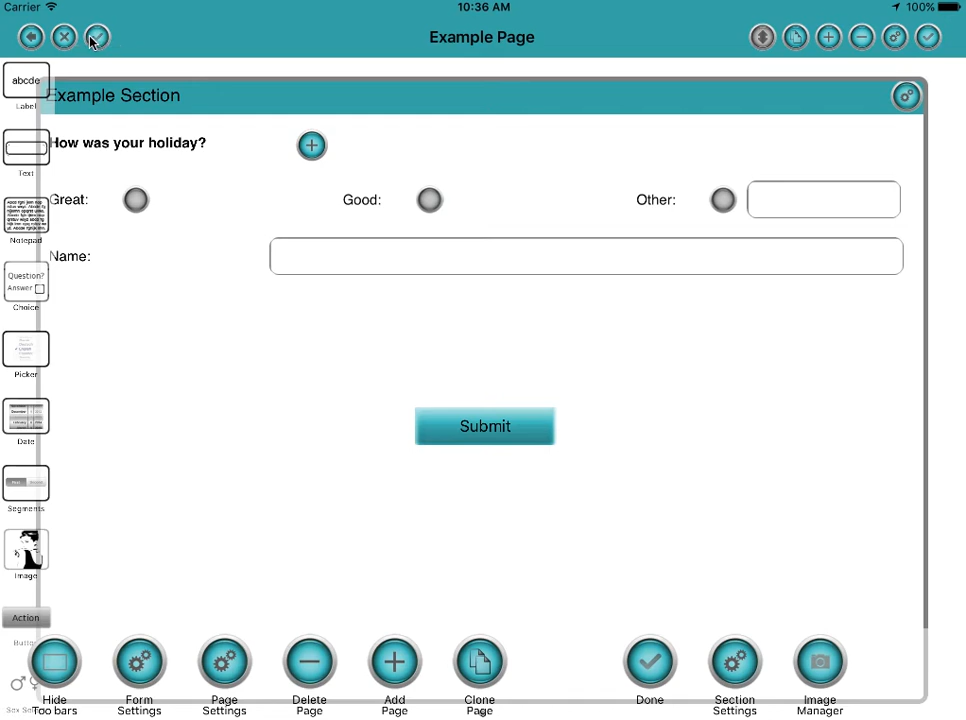 Carrier 10:36 AM 100%
Example Page
abcde
Label
Example Section
How was your holiday?
Text
Great: Good: Other:
Notepad
Name:
Question?
Answer
Choice
Picker
Date
Submit
Segments
Image
Action
Button
Hide Toolbars
Form Settings
Page Settings
Delete Page
Add Page
Clone Page
Done
Section Settings
Image Manager